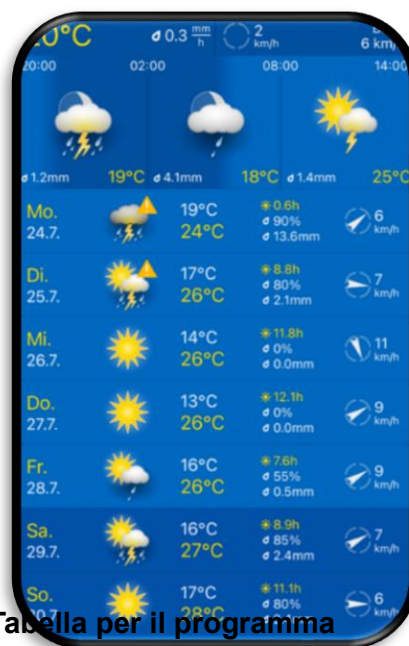 20°C 0.3 mm/h 2 km/h 6 km/
20:00 02:00 08:00 14:00
1.2mm 19°C 4.1mm 18°C 1.4mm 25°C
Mo. 19°C 0.6h 6
24.7. 24°C 90% km/h
13.6mm
Di. 17°C 8.8h 7
25.7. 26°C 80% km/h
2.1mm
Mi. 14°C 11.8h 11
26.7. 26°C 0% km/h
0.0mm
Do. 13°C 12.1h 9
27.7. 26°C 0% km/h
0.0mm
Fr. 16°C 7.6h 9
28.7. 26°C 55% km/h
0.5mm
Sa. 16°C 8.9h 7
29.7. 27°C 85% km/h
2.4mm
So. 17°C 11.1h 6
28°C 80% km/h
Tabella per il programma